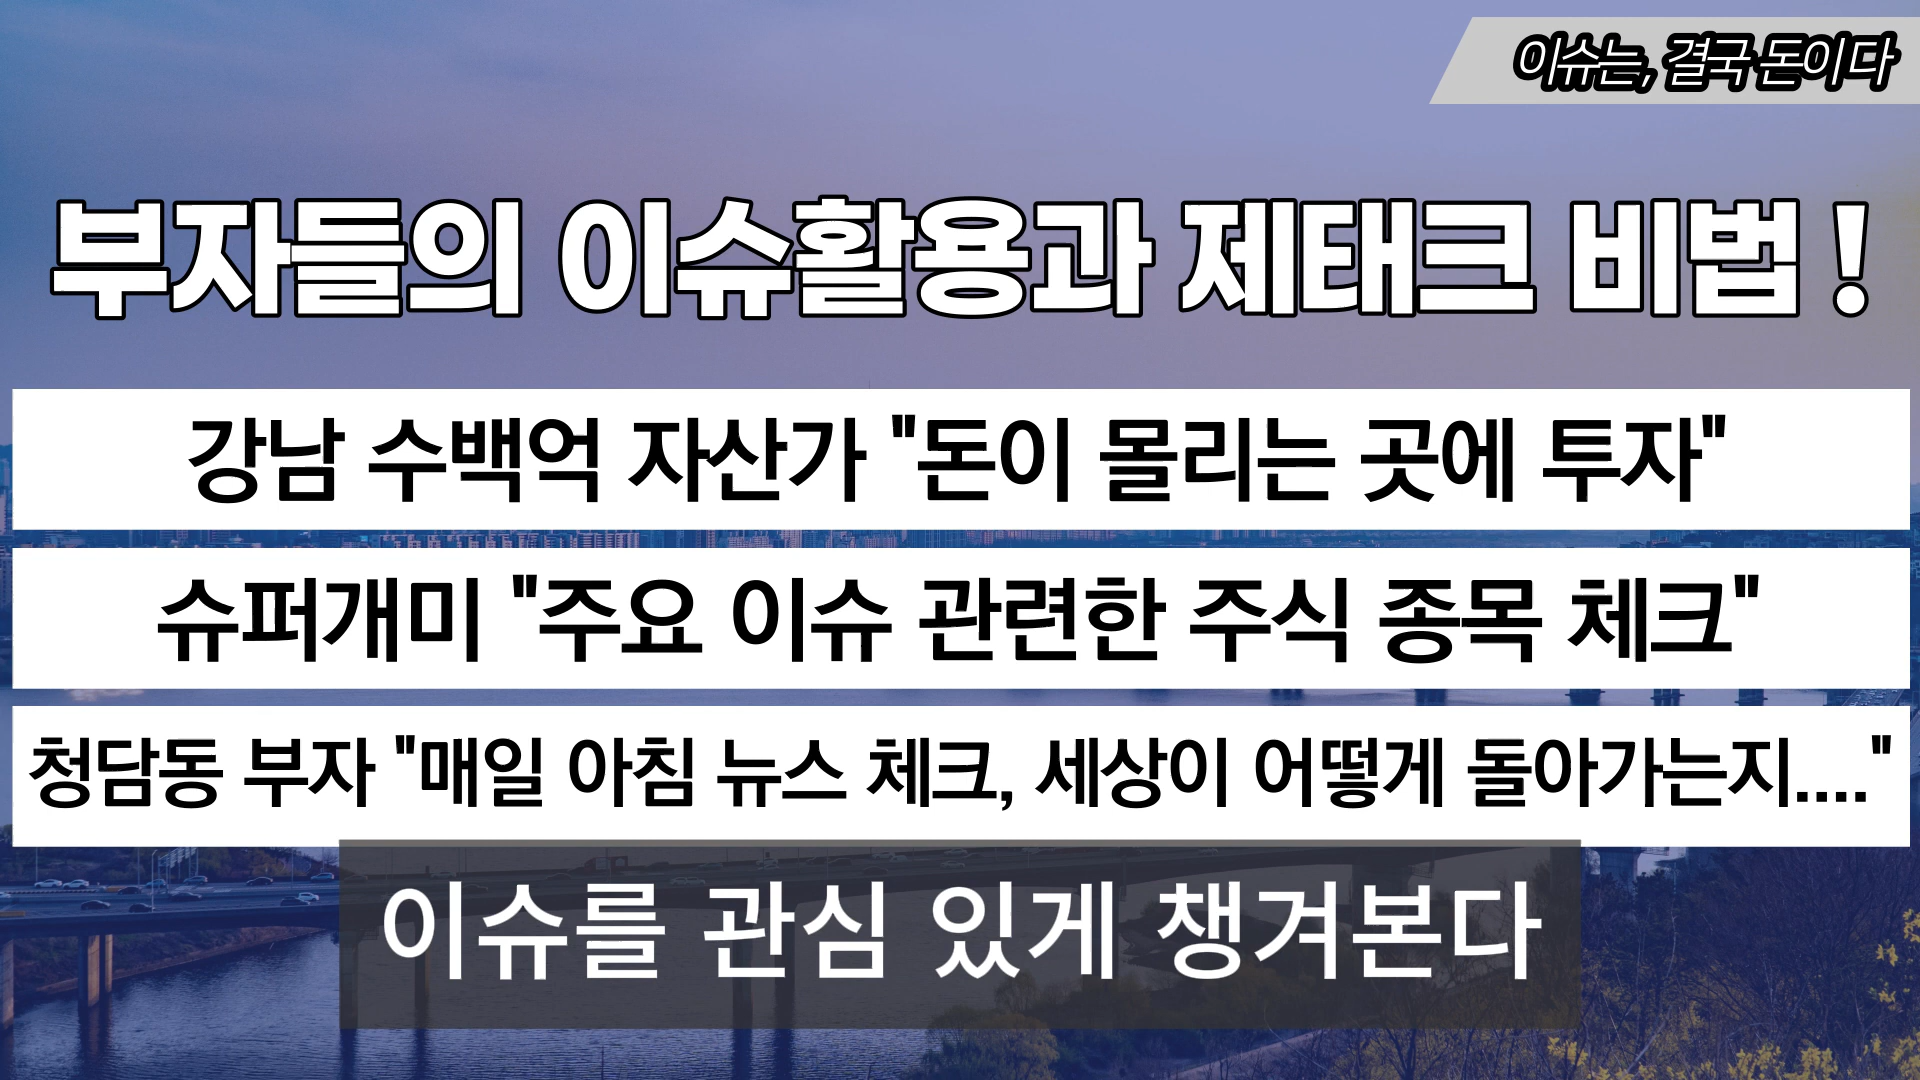 이슈는, 결국 돈이다
부자들의 이슈활용과 제태크 비법 !
강남 수백억 자산가 "돈이 몰리는 곳에 투자"
슈퍼개미 "주요 이슈 관련한 주식 종목 체크"
청담동 부자 "매일 아침 뉴스 체크, 세상이 어떻게 돌아가는지...."
이슈를 관심 있게 챙겨본다